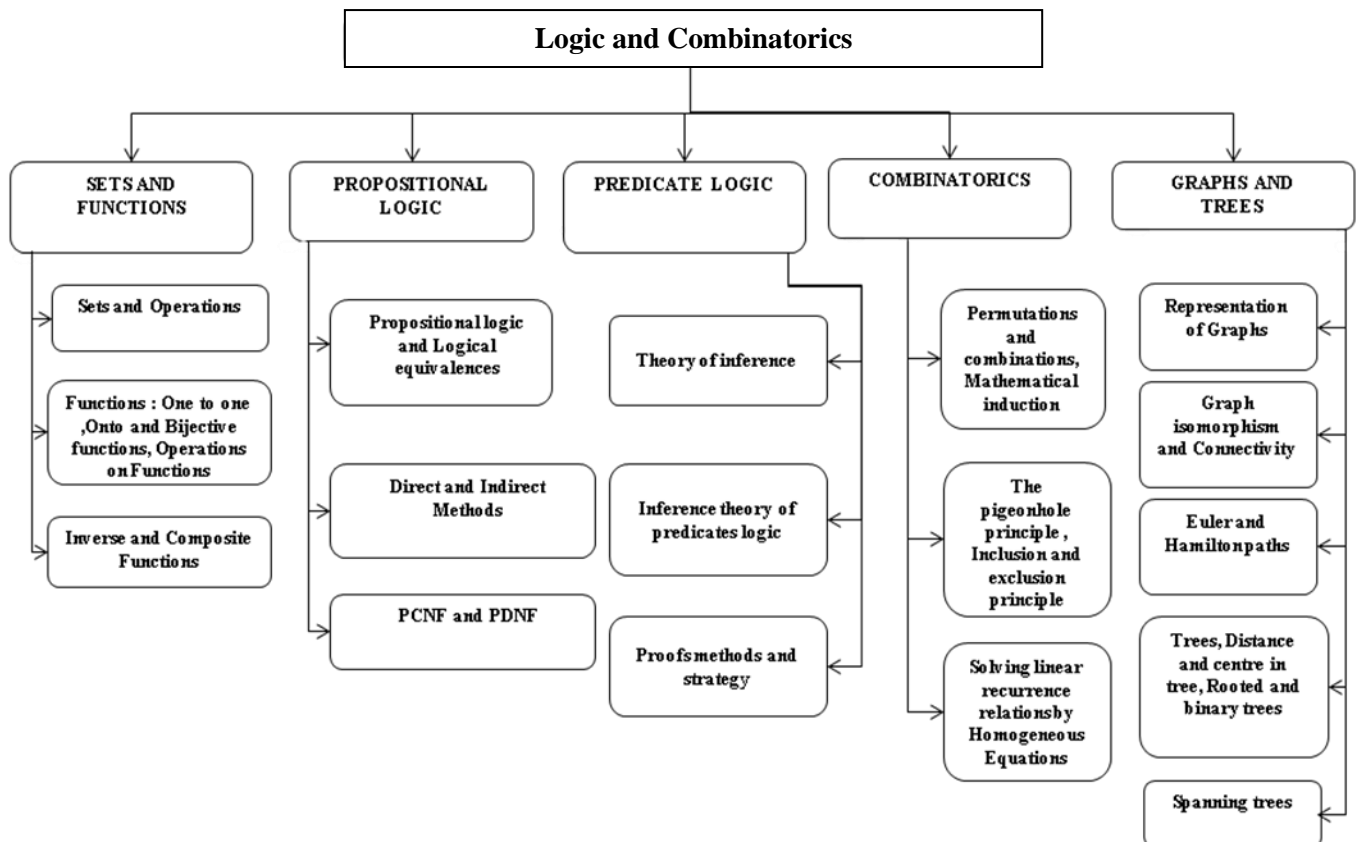 Logic and Combinatorics
SETS AND
FUNCTIONS
PROPOSITIONAL
LOGIC
PREDICATE LOGIC
COMBINATORICS
GRAPHS AND
TREES
Sets and Operations
Functions : One to one
,Onto and Bijective
functions, Operations
on Functions
Inverse and Composite
Functions
Propositional logic
and Logical
equivalences
Direct and Indirect
Methods
PCNF and PDNF
Theory of inference
Inference theory of
predicates logic
Proofs methods and
strategy
Permutations
and
combinations,
Mathematical
induction
The
pigeonhole
principle ,
Inclusion and
exclusion
principle
Solving linear
recurrence
relations by
Homogeneous
Equations
Representation
of Graphs
Graph
isomorphism
and Connectivity
Euler and
Hamilton paths
Trees, Distance
and centre in
tree, Rooted and
binary trees
Spanning trees